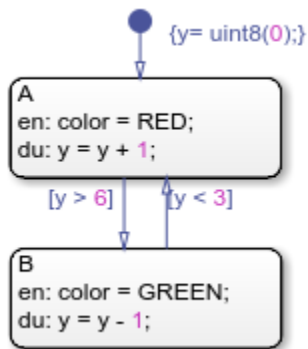 {y= uint8(0);}
A
en: color = RED;
du: y = y + 1;
[y > 6] [y < 3]
B
en: color = GREEN;
du: y = y - 1;